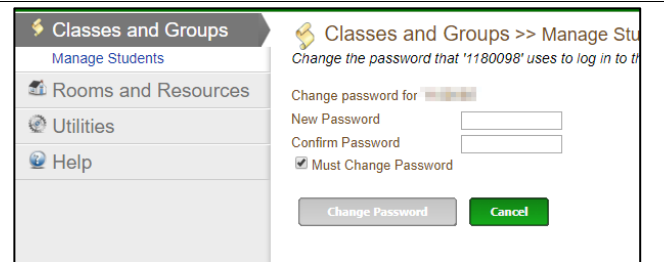 Classes and Groups
Manage Students
Rooms and Resources
Utilities
Help
Classes and Groups >> Manage Stu
Change the password that '1180098' uses to log in to th
Change password for
New Password
Confirm Password
Must Change Password
Change Password
Cancel